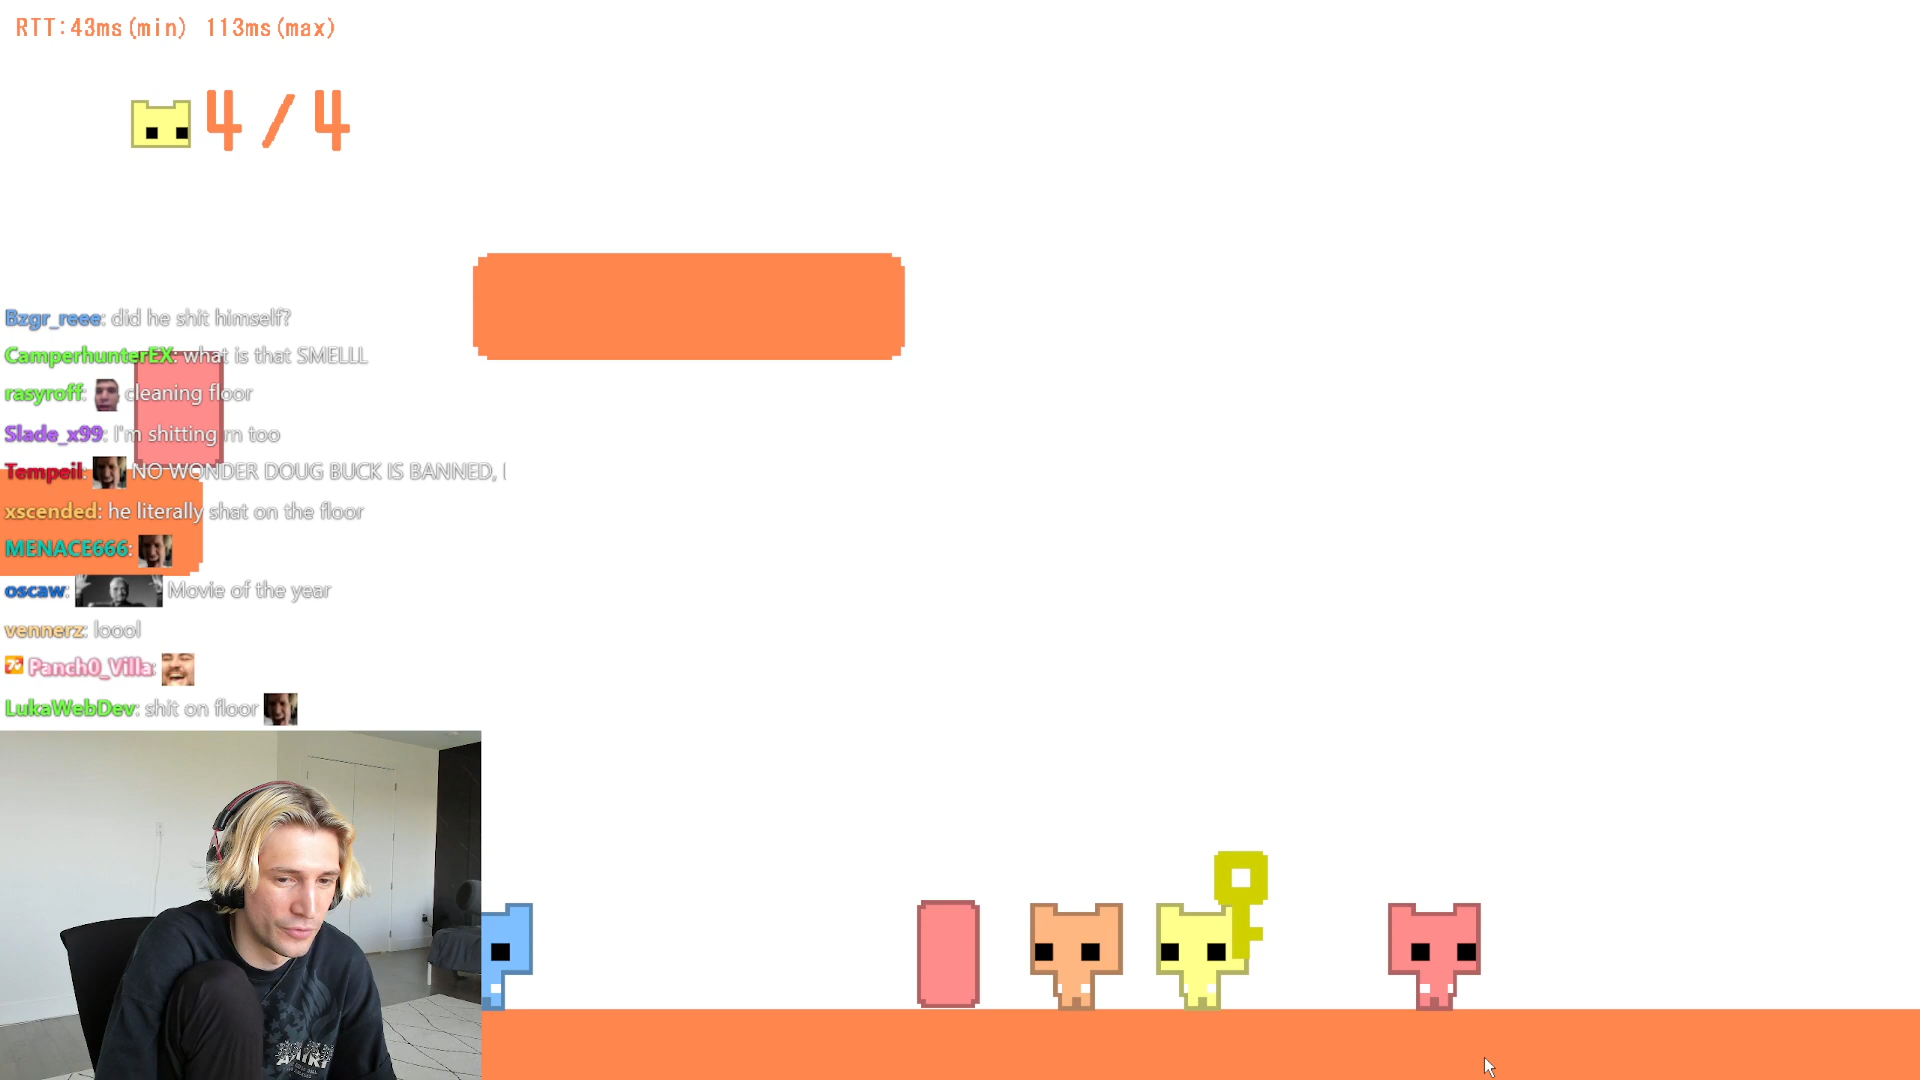 RTT:43ms(min) 113ms(max)
4/4
Bzgr_reee: did he shit himself?
CamperhunterEX: what is that SMELLL
rasyroff: cleaning floor
Slade_x99: I'm shitting rn too
Tempeil: NO WONDER DOUG BUCK IS BANNED,
xscended: he literally shat on the floor
MENACE666:
oscaw: Movie of the year
vennerz: loool
Panch0_Villa:
LukaWebDev: shit on floor